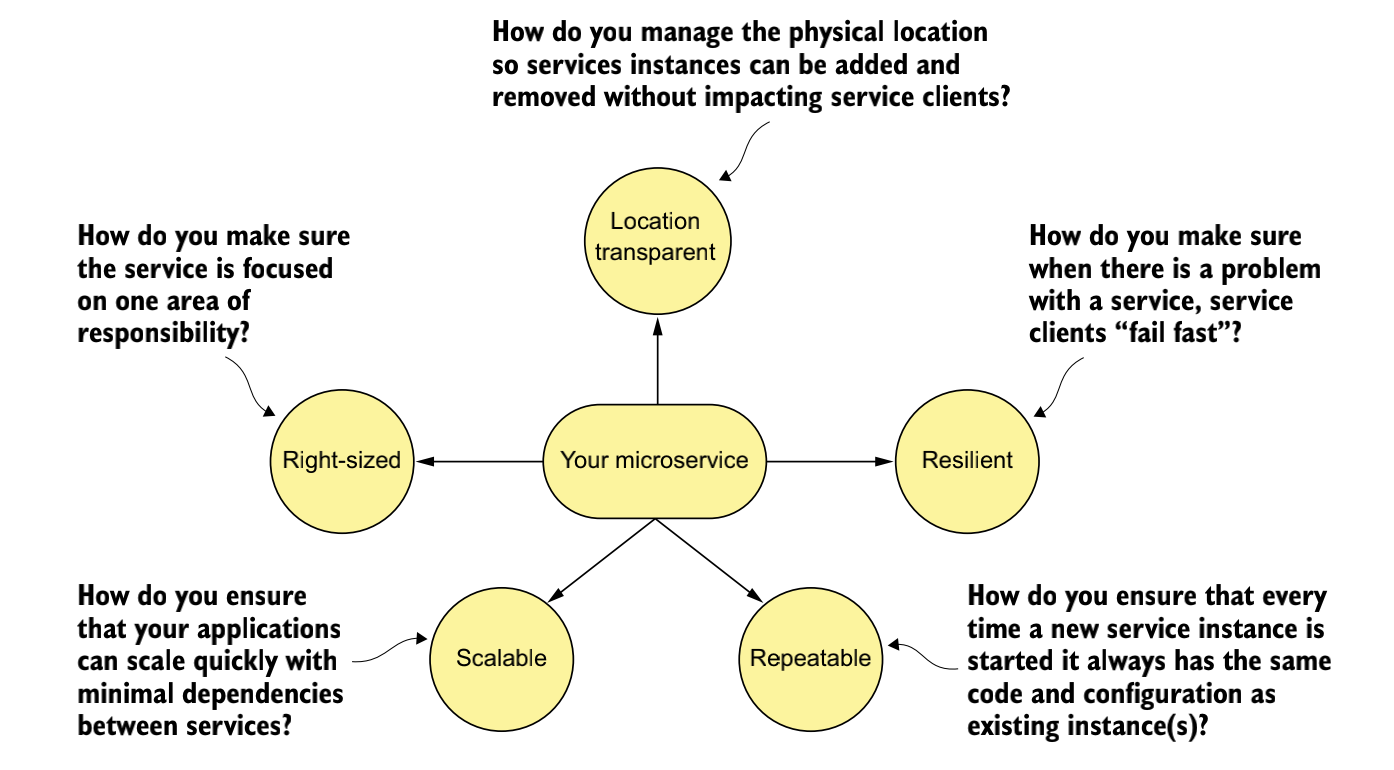 How do you manage the physical location
so services instances can be added and
removed without impacting service clients?
Location
transparent
How do you make sure
the service is focused
on one area of
responsibility?
How do you make sure
when there is a problem
with a service, service
clients “fail fast”?
Right-sized
Your microservice
Resilient
How do you ensure
that your applications
can scale quickly with
minimal dependencies
between services?
Scalable
Repeatable
How do you ensure that every
time a new service instance is
started it always has the same
code and configuration as
existing instance(s)?